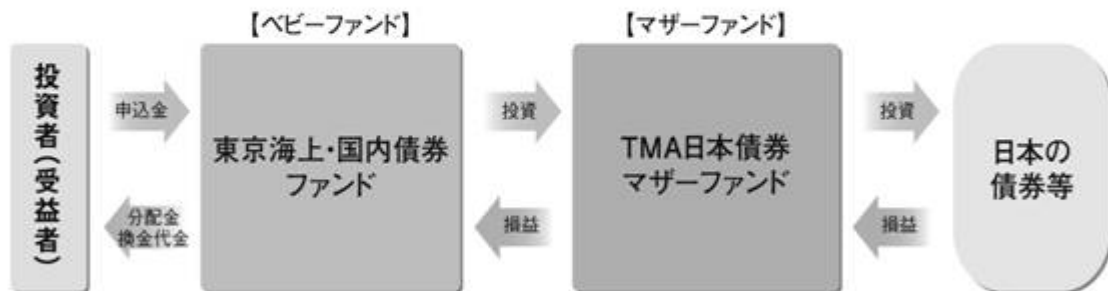 【ベビーファンド】
【マザーファンド】
投資者(受益者)
申込金
分配金
換金代金
東京海上・国内債券
ファンド
投資
損益
TMA日本債券
マザーファンド
投資
損益
日本の
債券等